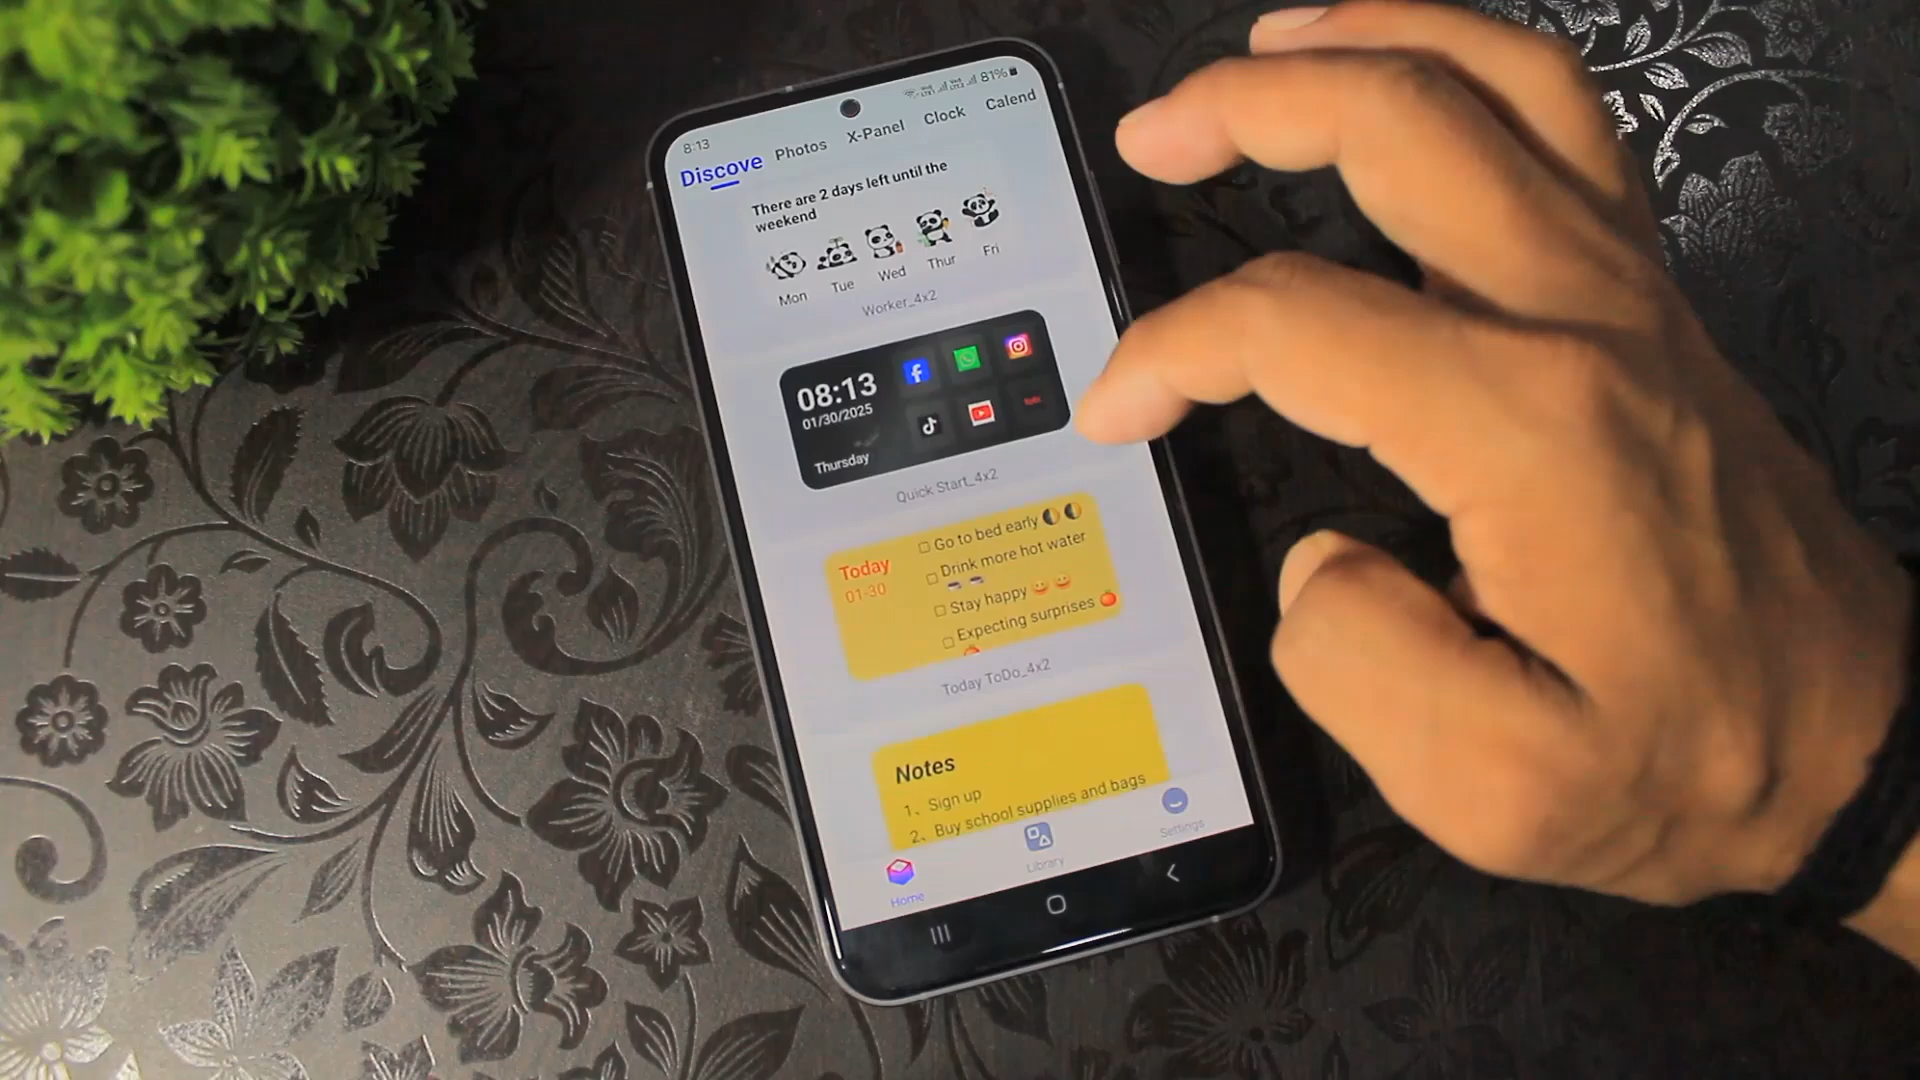 8:13
81%
Discove Photos X-Panel Clock Calend
There are 2 days left until the
weekend
Mon Tue Wed Thur Fri
Worker_4x2
08:13
01/30/2025
Thursday
Quick Start_4x2
Today
01-30
Go to bed early
Drink more hot water
Stay happy
Expecting surprises
Today ToDo_4x2
Notes
1、Sign up
2、Buy school supplies and bags
Home
Library
Settings